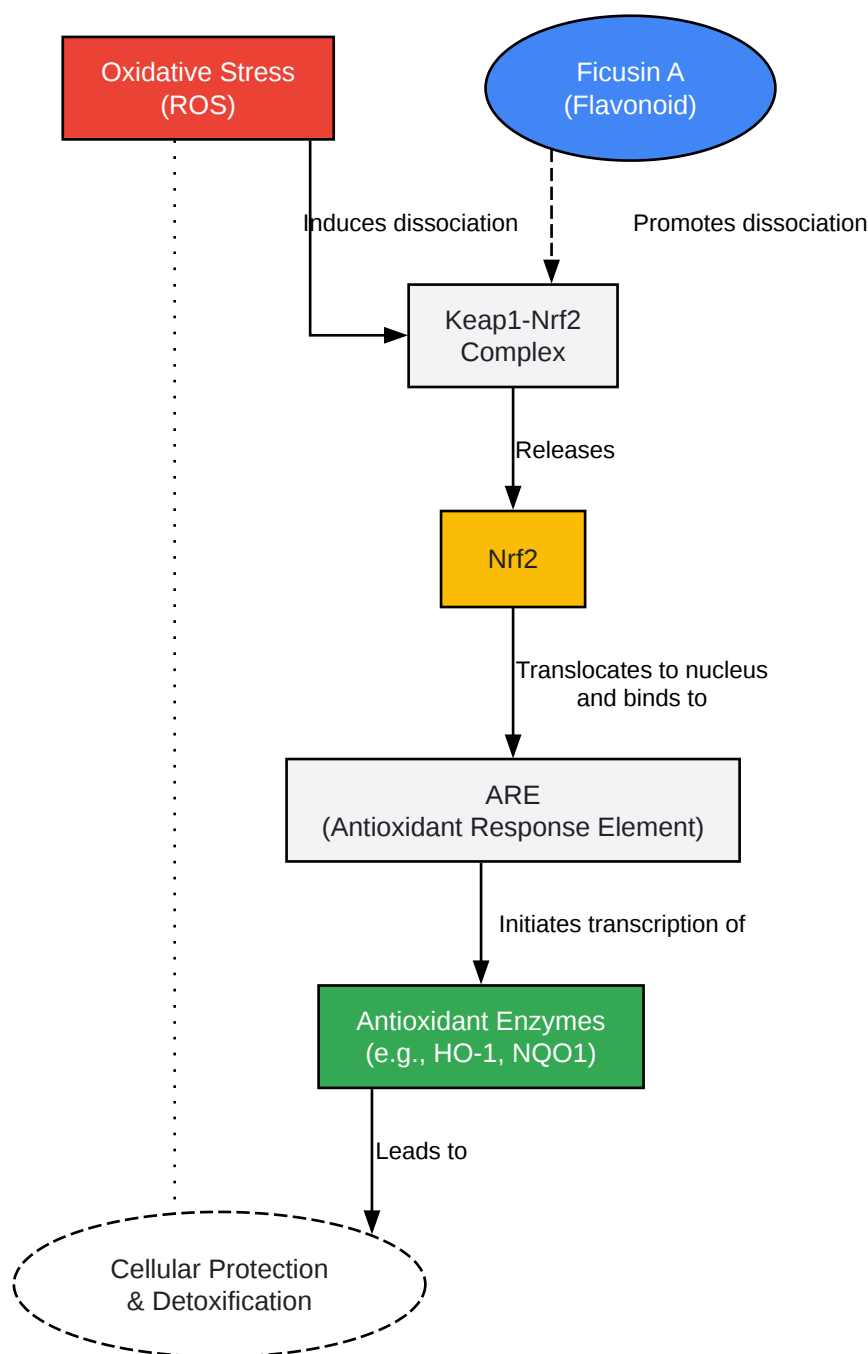 Oxidative Stress
(ROS)
Ficusin A
(Flavonoid)
Induces dissociation
Promotes dissociation
Keap1-Nrf2
Complex
Releases
Nrf2
Translocates to nucleus
and binds to
ARE
(Antioxidant Response Element)
Initiates transcription of
Antioxidant Enzymes
(e.g., HO-1, NQO1)
Leads to
Cellular Protection
& Detoxification